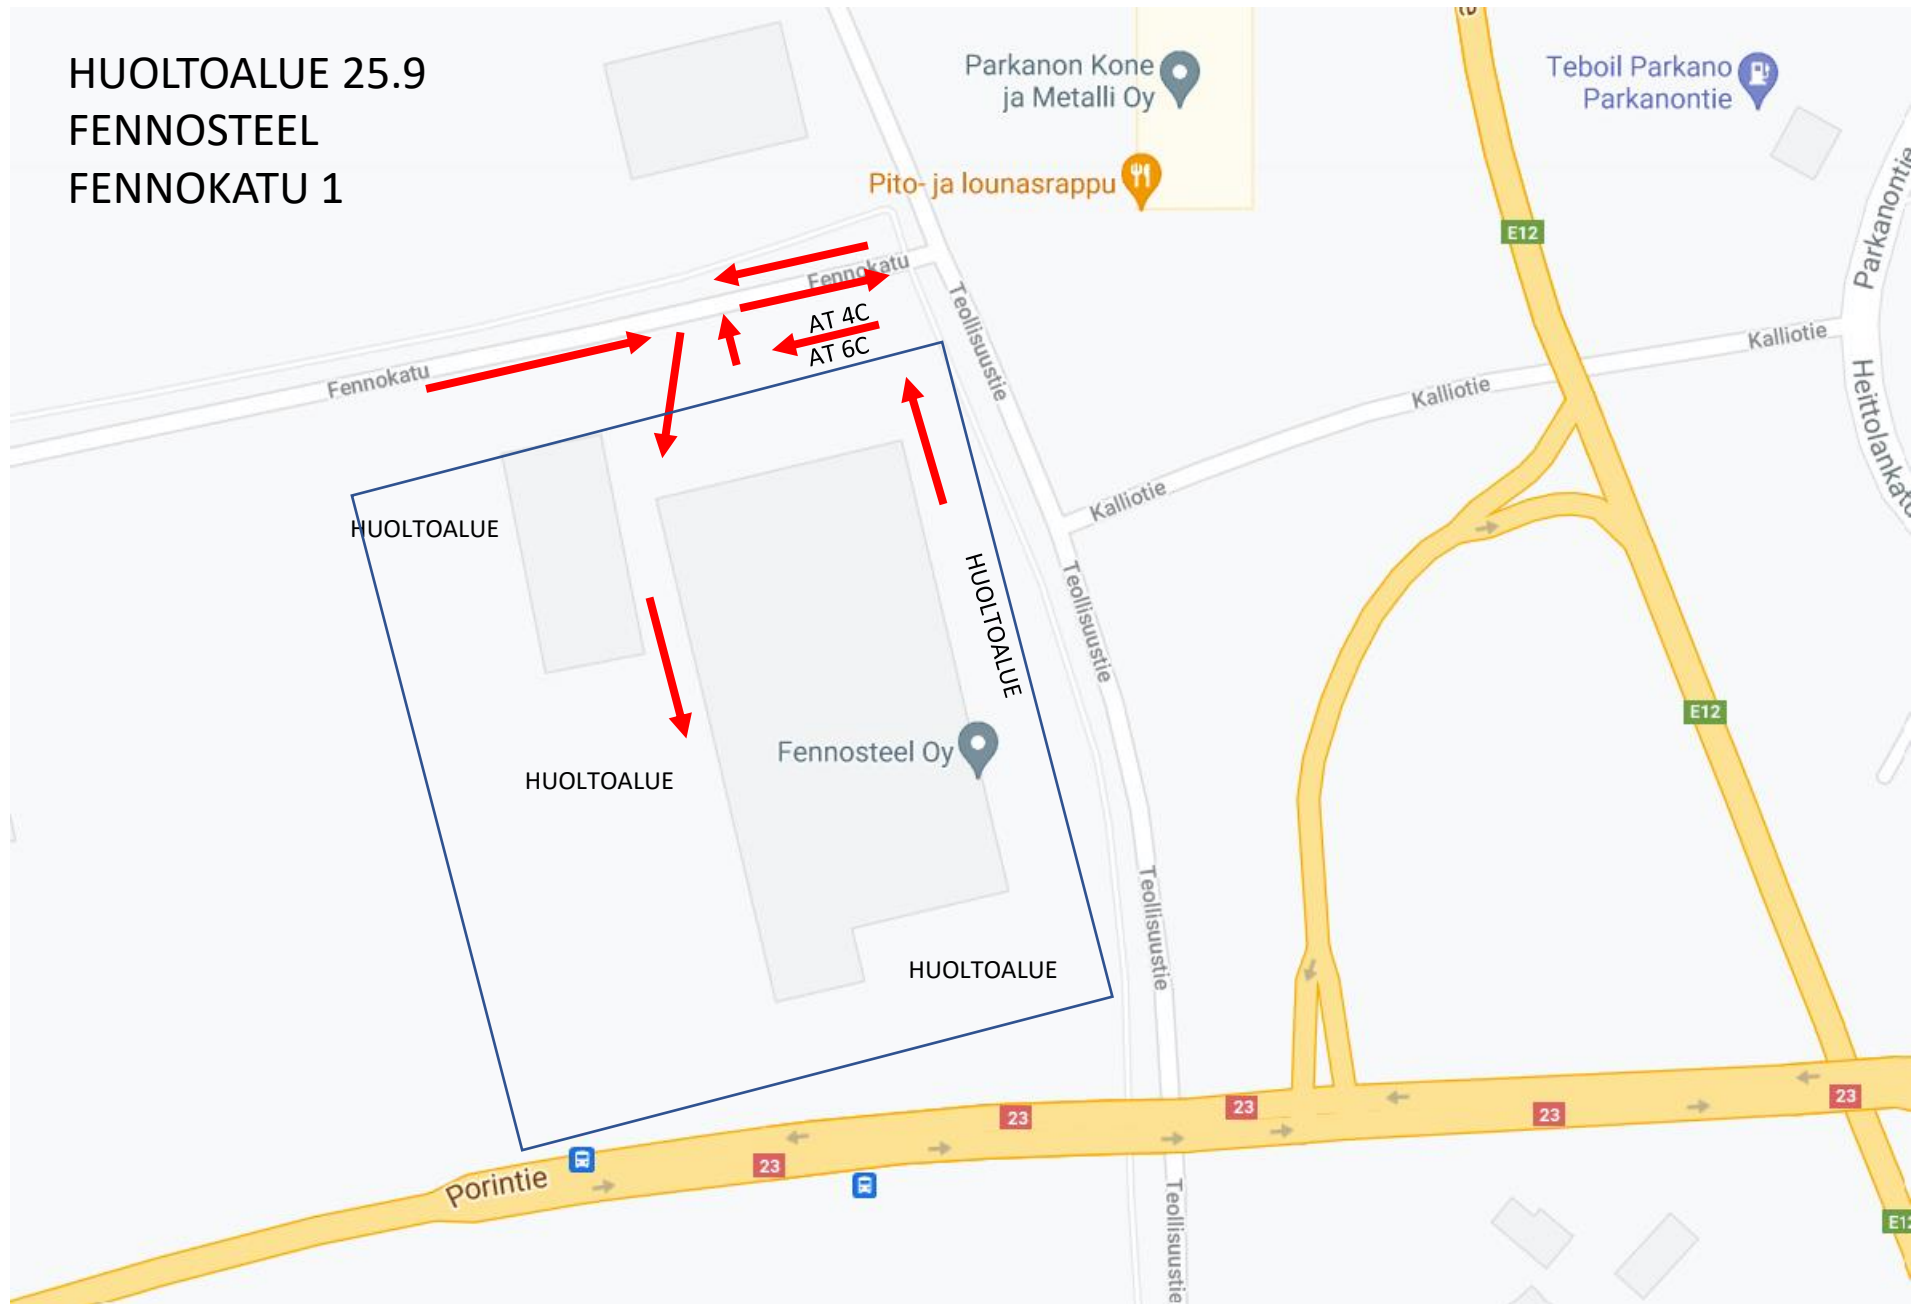 HUOLTOALUE 25.9
FENNOSTEEL
FENNOKATU 1
Parkanon Kone
ja Metalli Oy
Teboil Parkano
Parkanontie
Pito- ja lounasrappu
Parkanontie
E12
Fennokatu
Teollisuustie
AT 4C
AT 6C
Kalliotie
Fennokatu
Kalliotie
Heittolankatu
Kalliotie
HUOLTOALUE
HUOLTOALUE
Teollisuustie
E12
Fennosteel Oy
HUOLTOALUE
Teollisuustie
HUOLTOALUE
23
23
23
23
23
Porintie
Teollisuustie
E12